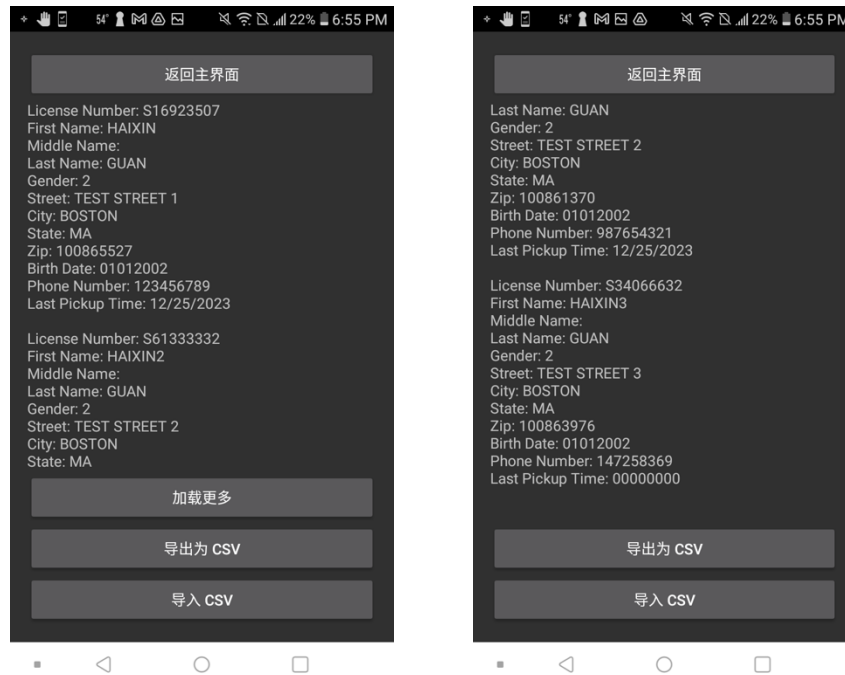 54° 22% 6:55 PM
返回主界面
License Number: S16923507
First Name: HAIXIN
Middle Name:
Last Name: GUAN
Gender: 2
Street: TEST STREET 1
City: BOSTON
State: MA
Zip: 100865527
Birth Date: 01012002
Phone Number: 123456789
Last Pickup Time: 12/25/2023
License Number: S61333332
First Name: HAIXIN2
Middle Name:
Last Name: GUAN
Gender: 2
Street: TEST STREET 2
City: BOSTON
State: MA
加载更多
导出为 CSV
导入 CSV
54° 22% 6:55 PM
返回主界面
Last Name: GUAN
Gender: 2
Street: TEST STREET 2
City: BOSTON
State: MA
Zip: 100861370
Birth Date: 01012002
Phone Number: 987654321
Last Pickup Time: 12/25/2023
License Number: S34066632
First Name: HAIXIN3
Middle Name:
Last Name: GUAN
Gender: 2
Street: TEST STREET 3
City: BOSTON
State: MA
Zip: 100863976
Birth Date: 01012002
Phone Number: 147258369
Last Pickup Time: 00000000
导出为 CSV
导入 CSV